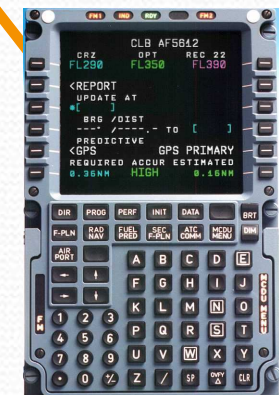 FM1 IND RDY FM2
CLB AF5612
CRZ OPT REC 22
FL290 FL350 FL390
<REPORT
UPDATE AT
*[ ]
BRG /DIST
---° /----.- TO [ ]
PREDICTIVE
<GPS GPS PRIMARY
REQUIRED ACCUR ESTIMATED
0.36NM HIGH 0.16NM
DIR PROG PERF INIT DATA BRT
F-PLN RAD NAV FUEL PRED SEC F-PLN ATC COMM MCDU MENU DIM
AIR PORT
A B C D E
← ↑ F G H I J
→ ↓ K L M N O
1 2 3 P Q R S T
4 5 6 U V W X Y
7 8 9 Z / SP OVFY Δ CLR
• 0 +/-
FM
MCDU MENU